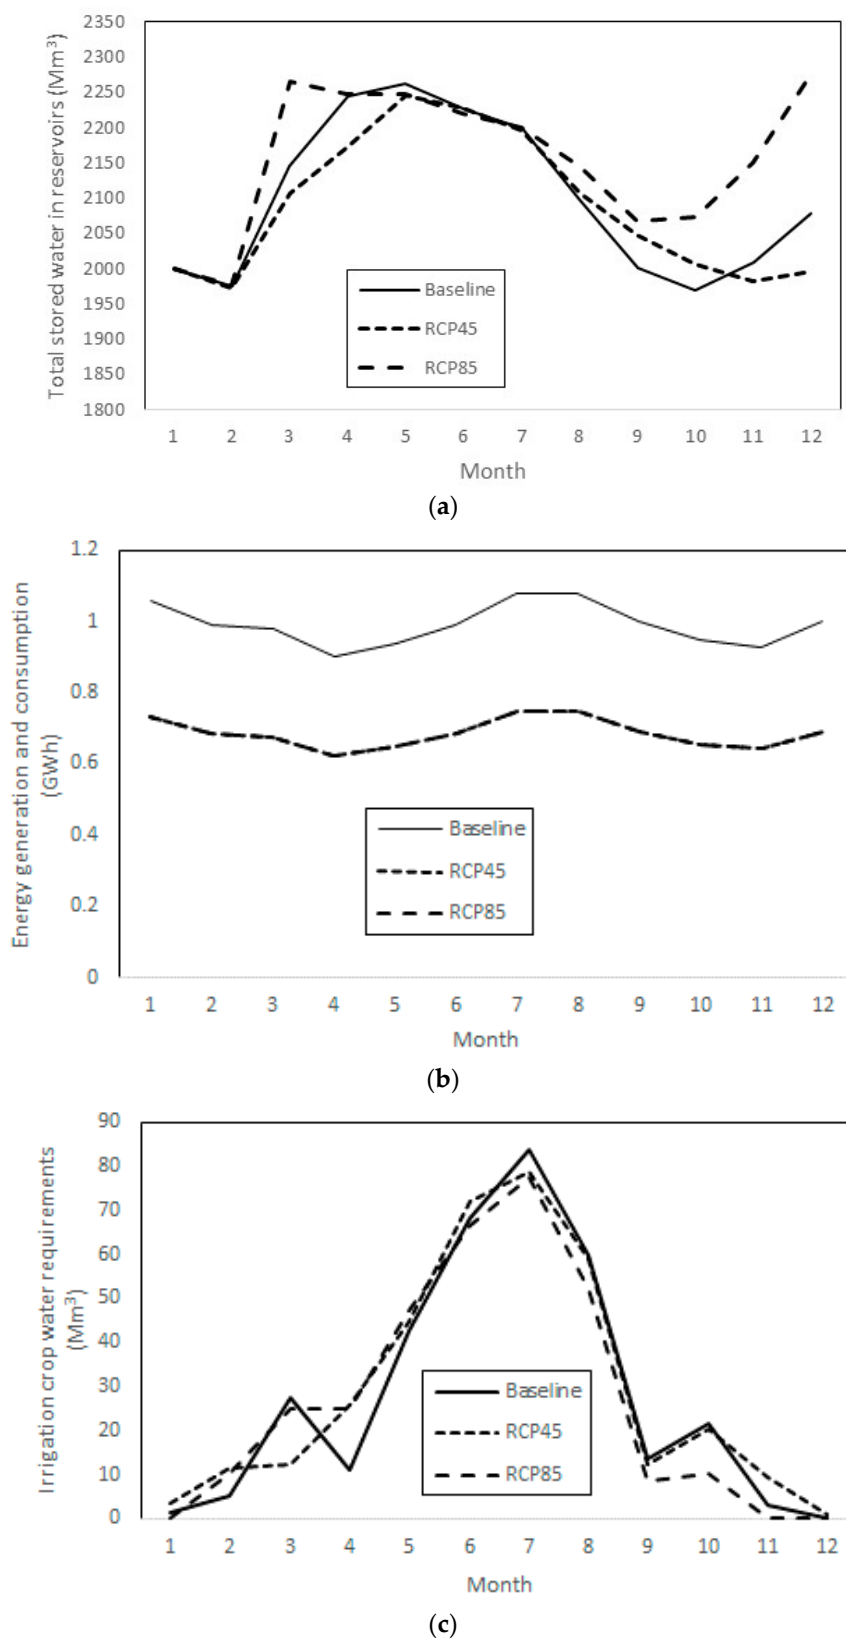 Total stored water in reservoirs (Mm³)
2350
2300
2250
2200
2150
2100
2050
2000
1950
1900
1850
1800
Baseline
RCP45
RCP85
1 2 3 4 5 6 7 8 9 10 11 12
Month
(a)
Energy generation and consumption
(GWh)
1.2
1
0.8
0.6
0.4
0.2
0
Baseline
RCP45
RCP85
1 2 3 4 5 6 7 8 9 10 11 12
Month
(b)
Irrigation crop water requirements
(Mm³)
90
80
70
60
50
40
30
20
10
0
Baseline
RCP45
RCP85
1 2 3 4 5 6 7 8 9 10 11 12
Month
(c)